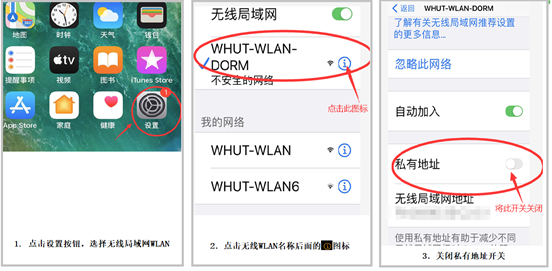 地图
时钟
天气
钱包
提醒事项
tv
视频
iTunes Store
App Store
家庭
健康
1
设置
1. 点击设置按钮，选择无线局域网WLAN
无线局域网
WHUT-WLAN-
DORM
不安全的网络
点击此图标
我的网络
WHUT-WLAN
WHUT-WLAN6
2. 点击无线WLAN名称后面的图标
返回
WHUT-WLAN-DORM
了解有关无线局域网推荐设置
的更多信息...
忽略此网络
自动加入
私有地址
将此开关关闭
无线局域网地址
使用私有地址有助于减少不同
3. 关闭私有地址开关